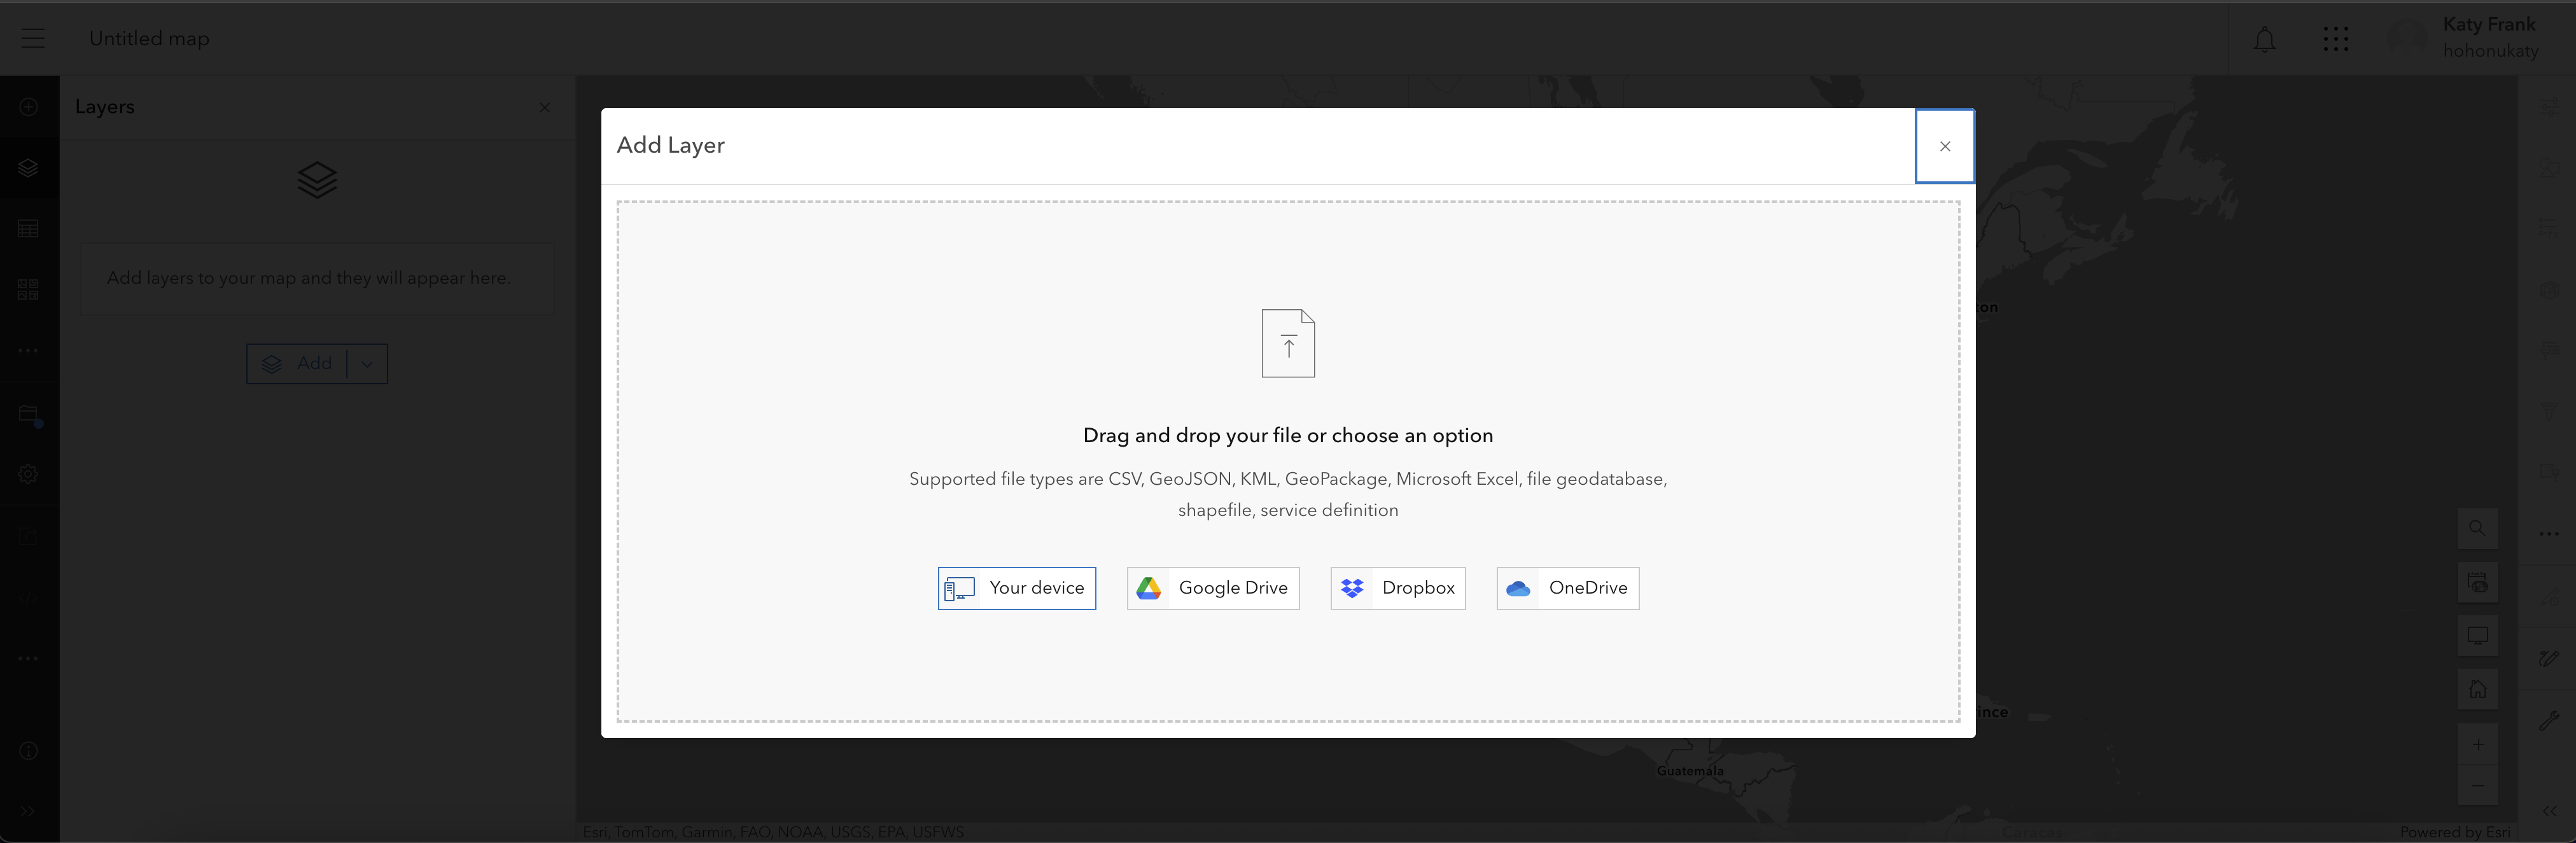 Untitled map
Katy Frank
hohonukaty
Layers
Add layers to your map and they will appear here.
Add
Add Layer
Drag and drop your file or choose an option
Supported file types are CSV, GeoJSON, KML, GeoPackage, Microsoft Excel, file geodatabase,
shapefile, service definition
Your device
Google Drive
Dropbox
OneDrive
ton
ince
Guatemala
Caracas
Esri, TomTom, Garmin, FAO, NOAA, USGS, EPA, USFWS
Powered by Esri